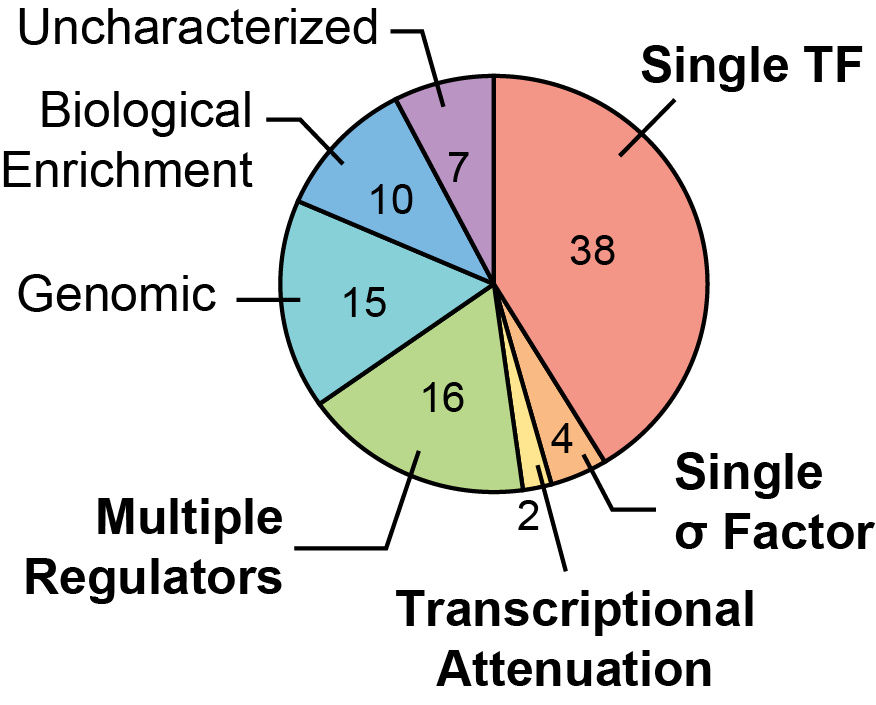 Uncharacterized
Single TF
Biological
Enrichment
7
10
38
Genomic
15
16
4
Single
σ Factor
2
Multiple
Regulators
Transcriptional
Attenuation